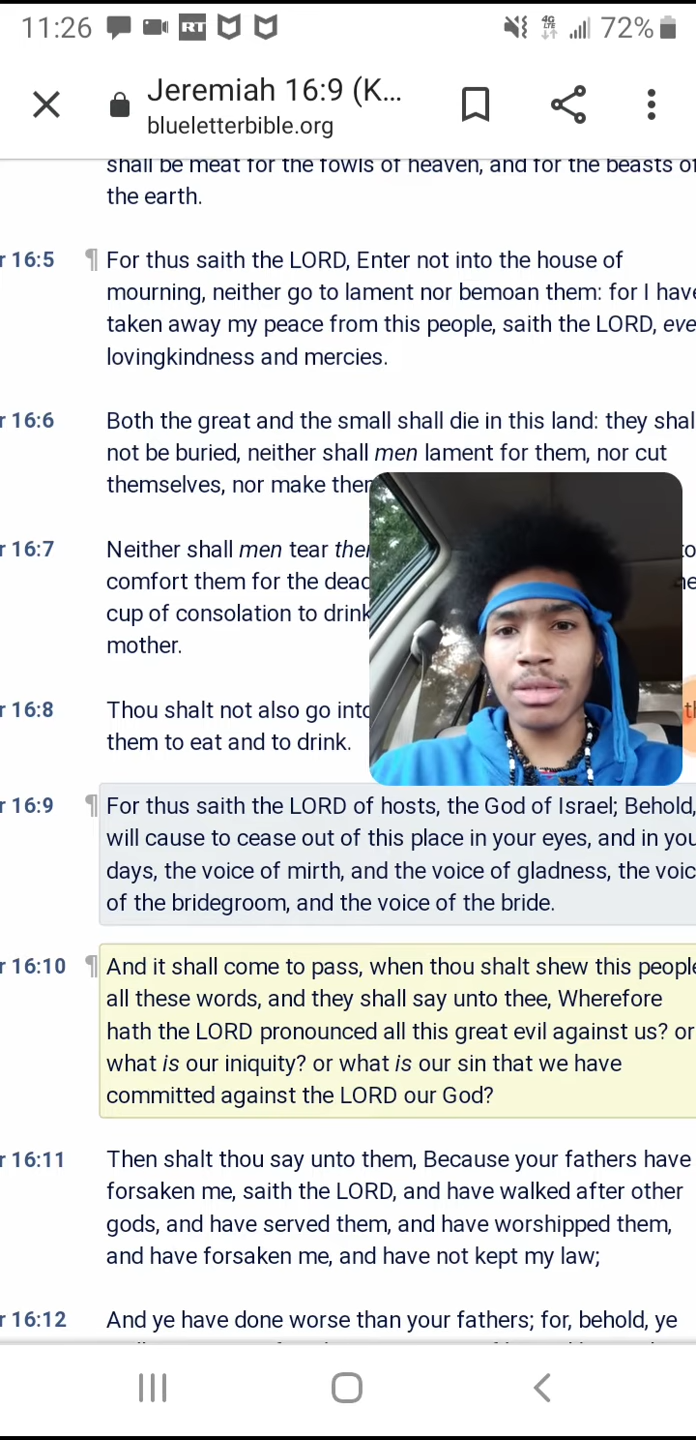 11:26 RT 4G LTE 72%
Jeremiah 16:9 (K...
blueletterbible.org
shall be meat for the fowls of heaven, and for the beasts of
the earth.
r 16:5 ¶ For thus saith the LORD, Enter not into the house of
mourning, neither go to lament nor bemoan them: for I have
taken away my peace from this people, saith the LORD, eve
lovingkindness and mercies.
r 16:6 Both the great and the small shall die in this land: they shal
not be buried, neither shall men lament for them, nor cut
themselves, nor make ther
r 16:7 Neither shall men tear the to
comfort them for the dead he
cup of consolation to drink
mother.
r 16:8 Thou shalt not also go into th
them to eat and to drink.
r 16:9 ¶ For thus saith the LORD of hosts, the God of Israel; Behold,
will cause to cease out of this place in your eyes, and in you
days, the voice of mirth, and the voice of gladness, the voic
of the bridegroom, and the voice of the bride.
r 16:10 ¶ And it shall come to pass, when thou shalt shew this people
all these words, and they shall say unto thee, Wherefore
hath the LORD pronounced all this great evil against us? or
what is our iniquity? or what is our sin that we have
committed against the LORD our God?
r 16:11 Then shalt thou say unto them, Because your fathers have
forsaken me, saith the LORD, and have walked after other
gods, and have served them, and have worshipped them,
and have forsaken me, and have not kept my law;
r 16:12 And ye have done worse than your fathers; for, behold, ye